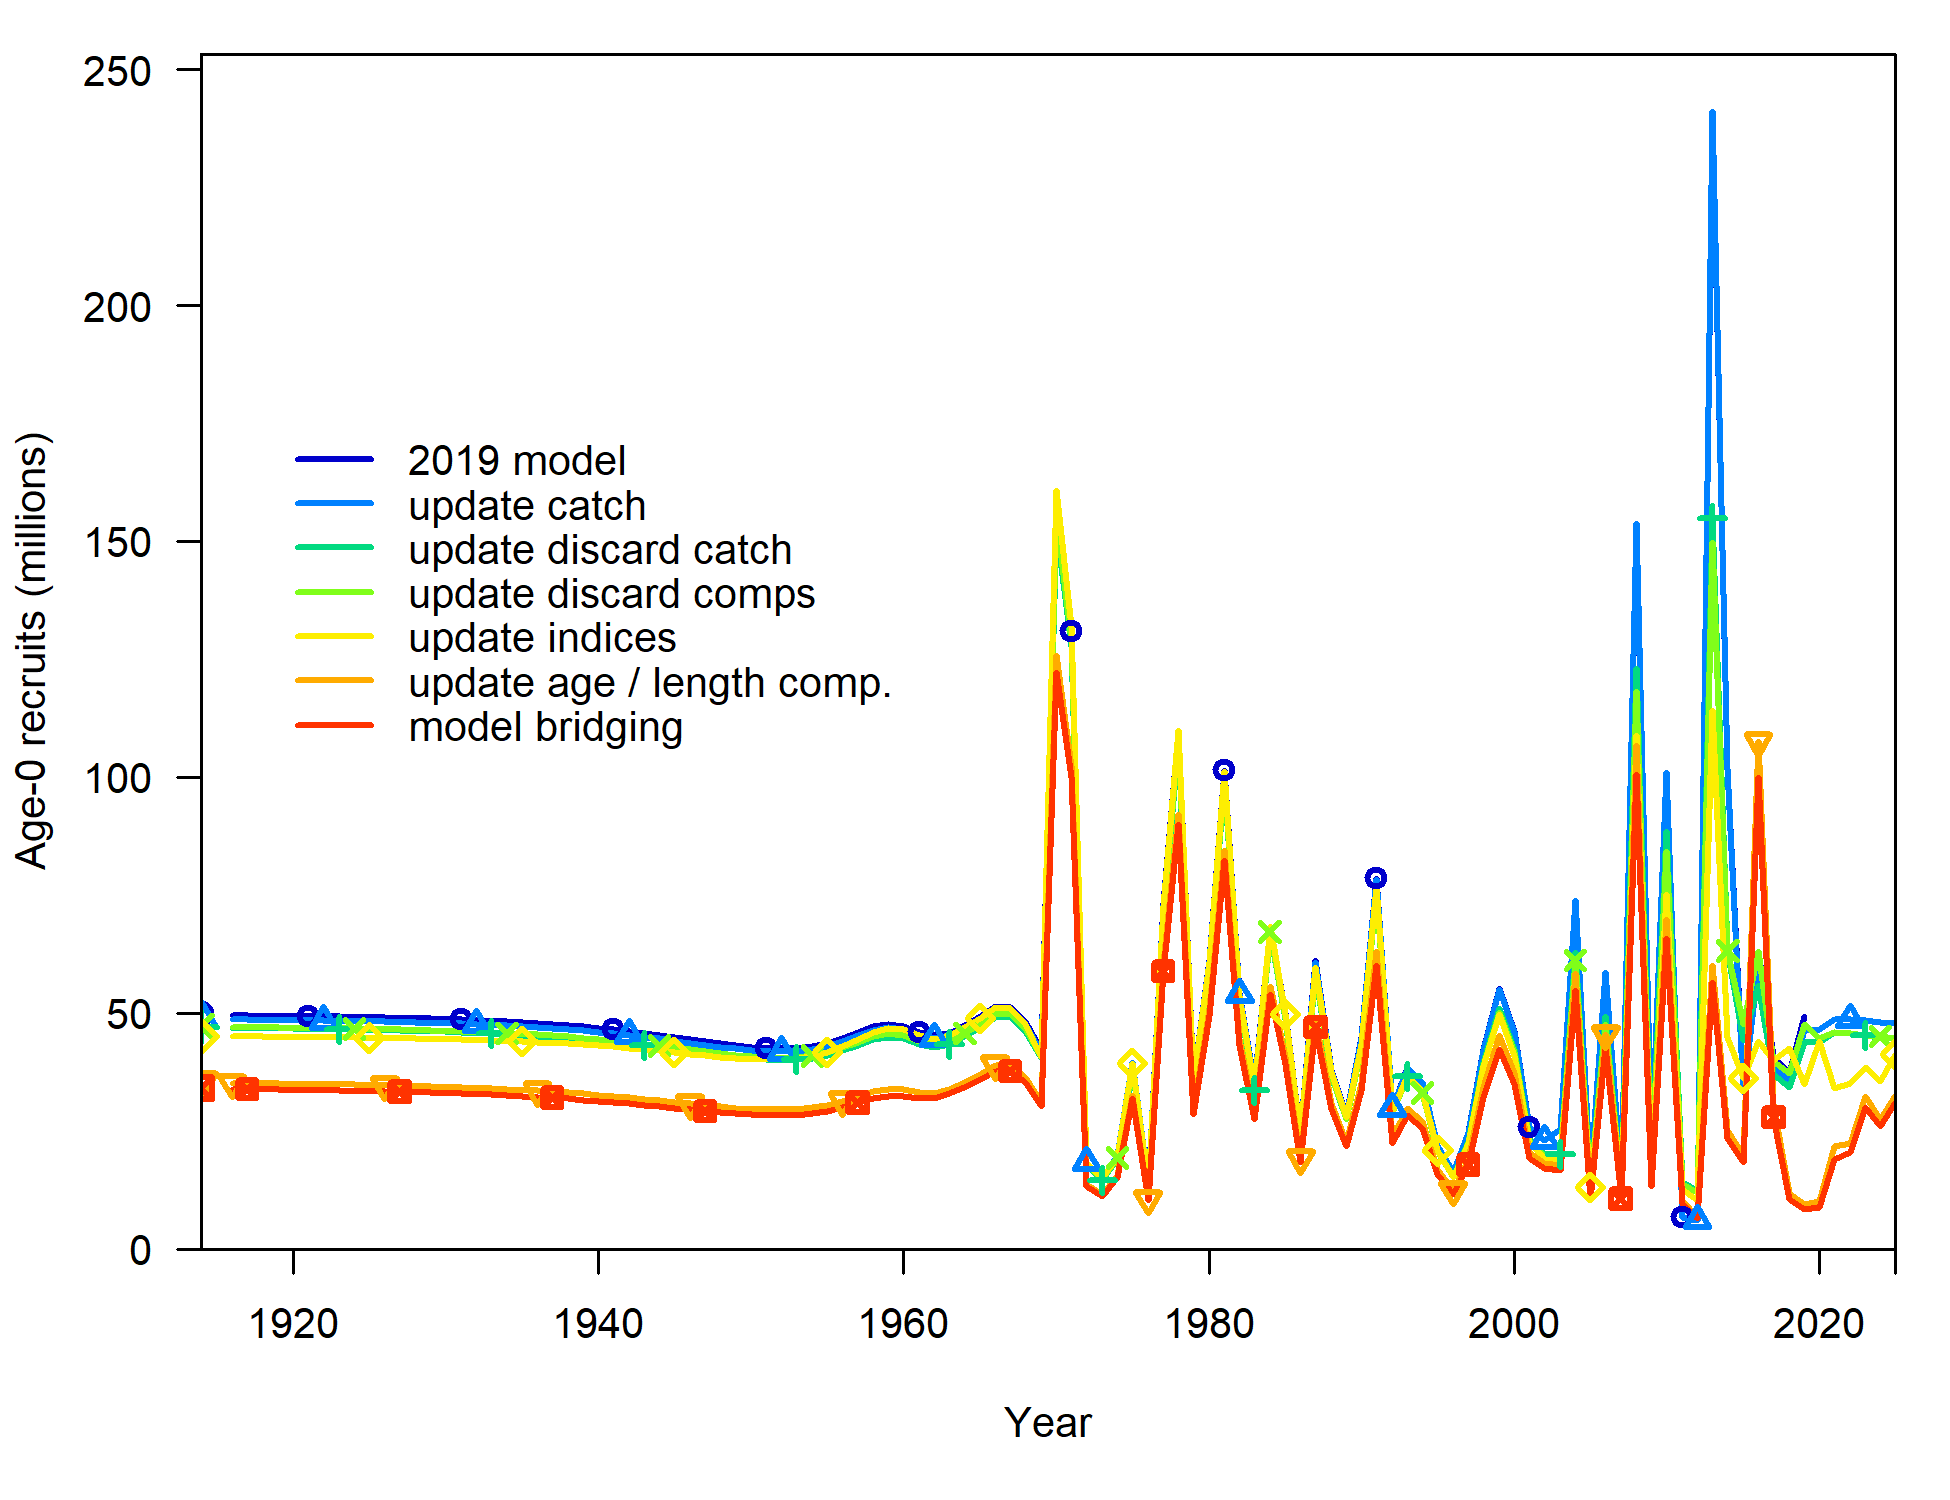 250
200
150
100
50
0
Age-0 recruits (millions)
2019 model
update catch
update discard catch
update discard comps
update indices
update age / length comp.
model bridging
1920 1940 1960 1980 2000 2020
Year